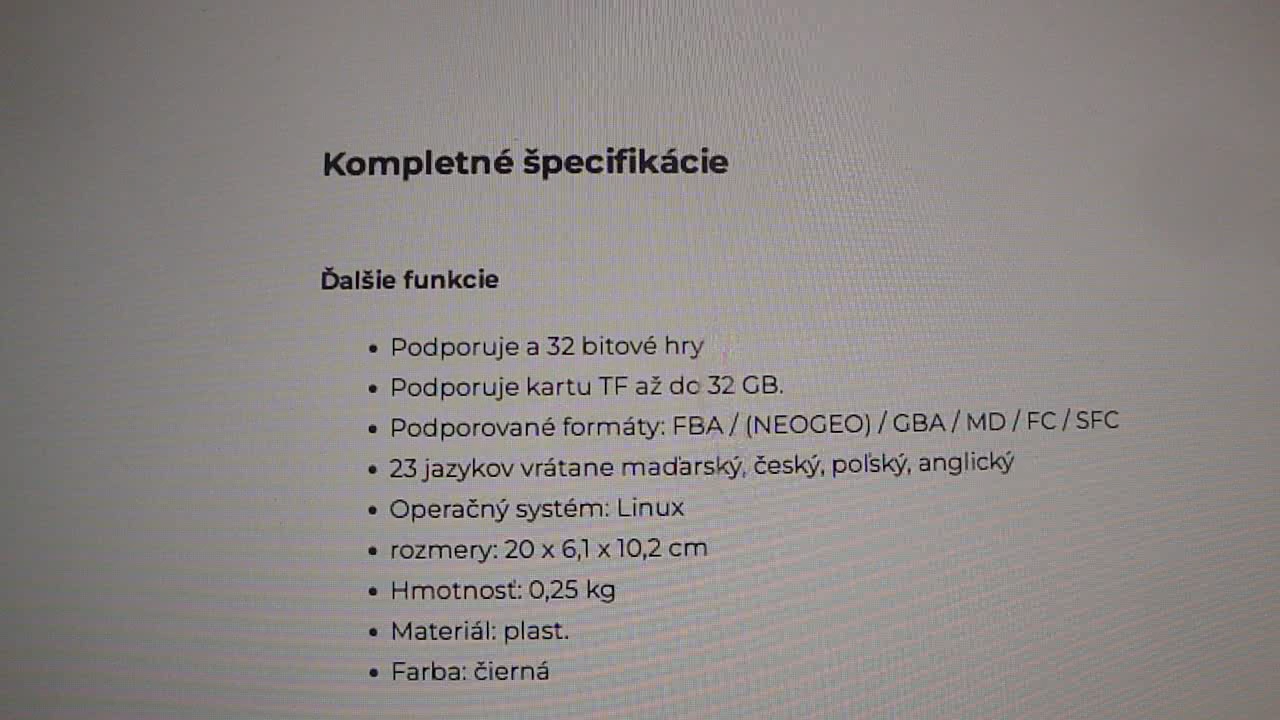 Kompletné špecifikácie
Ďalšie funkcie
• Podporuje a 32 bitové hry
• Podporuje kartu TF až do 32 GB.
• Podporované formáty: FBA / (NEOGEO) / GBA / MD / FC / SFC
• 23 jazykov vrátane maďarský, český, poľský, anglický
• Operačný systém: Linux
• rozmery: 20 x 6,1 x 10,2 cm
• Hmotnosť: 0,25 kg
• Materiál: plast.
• Farba: čierná